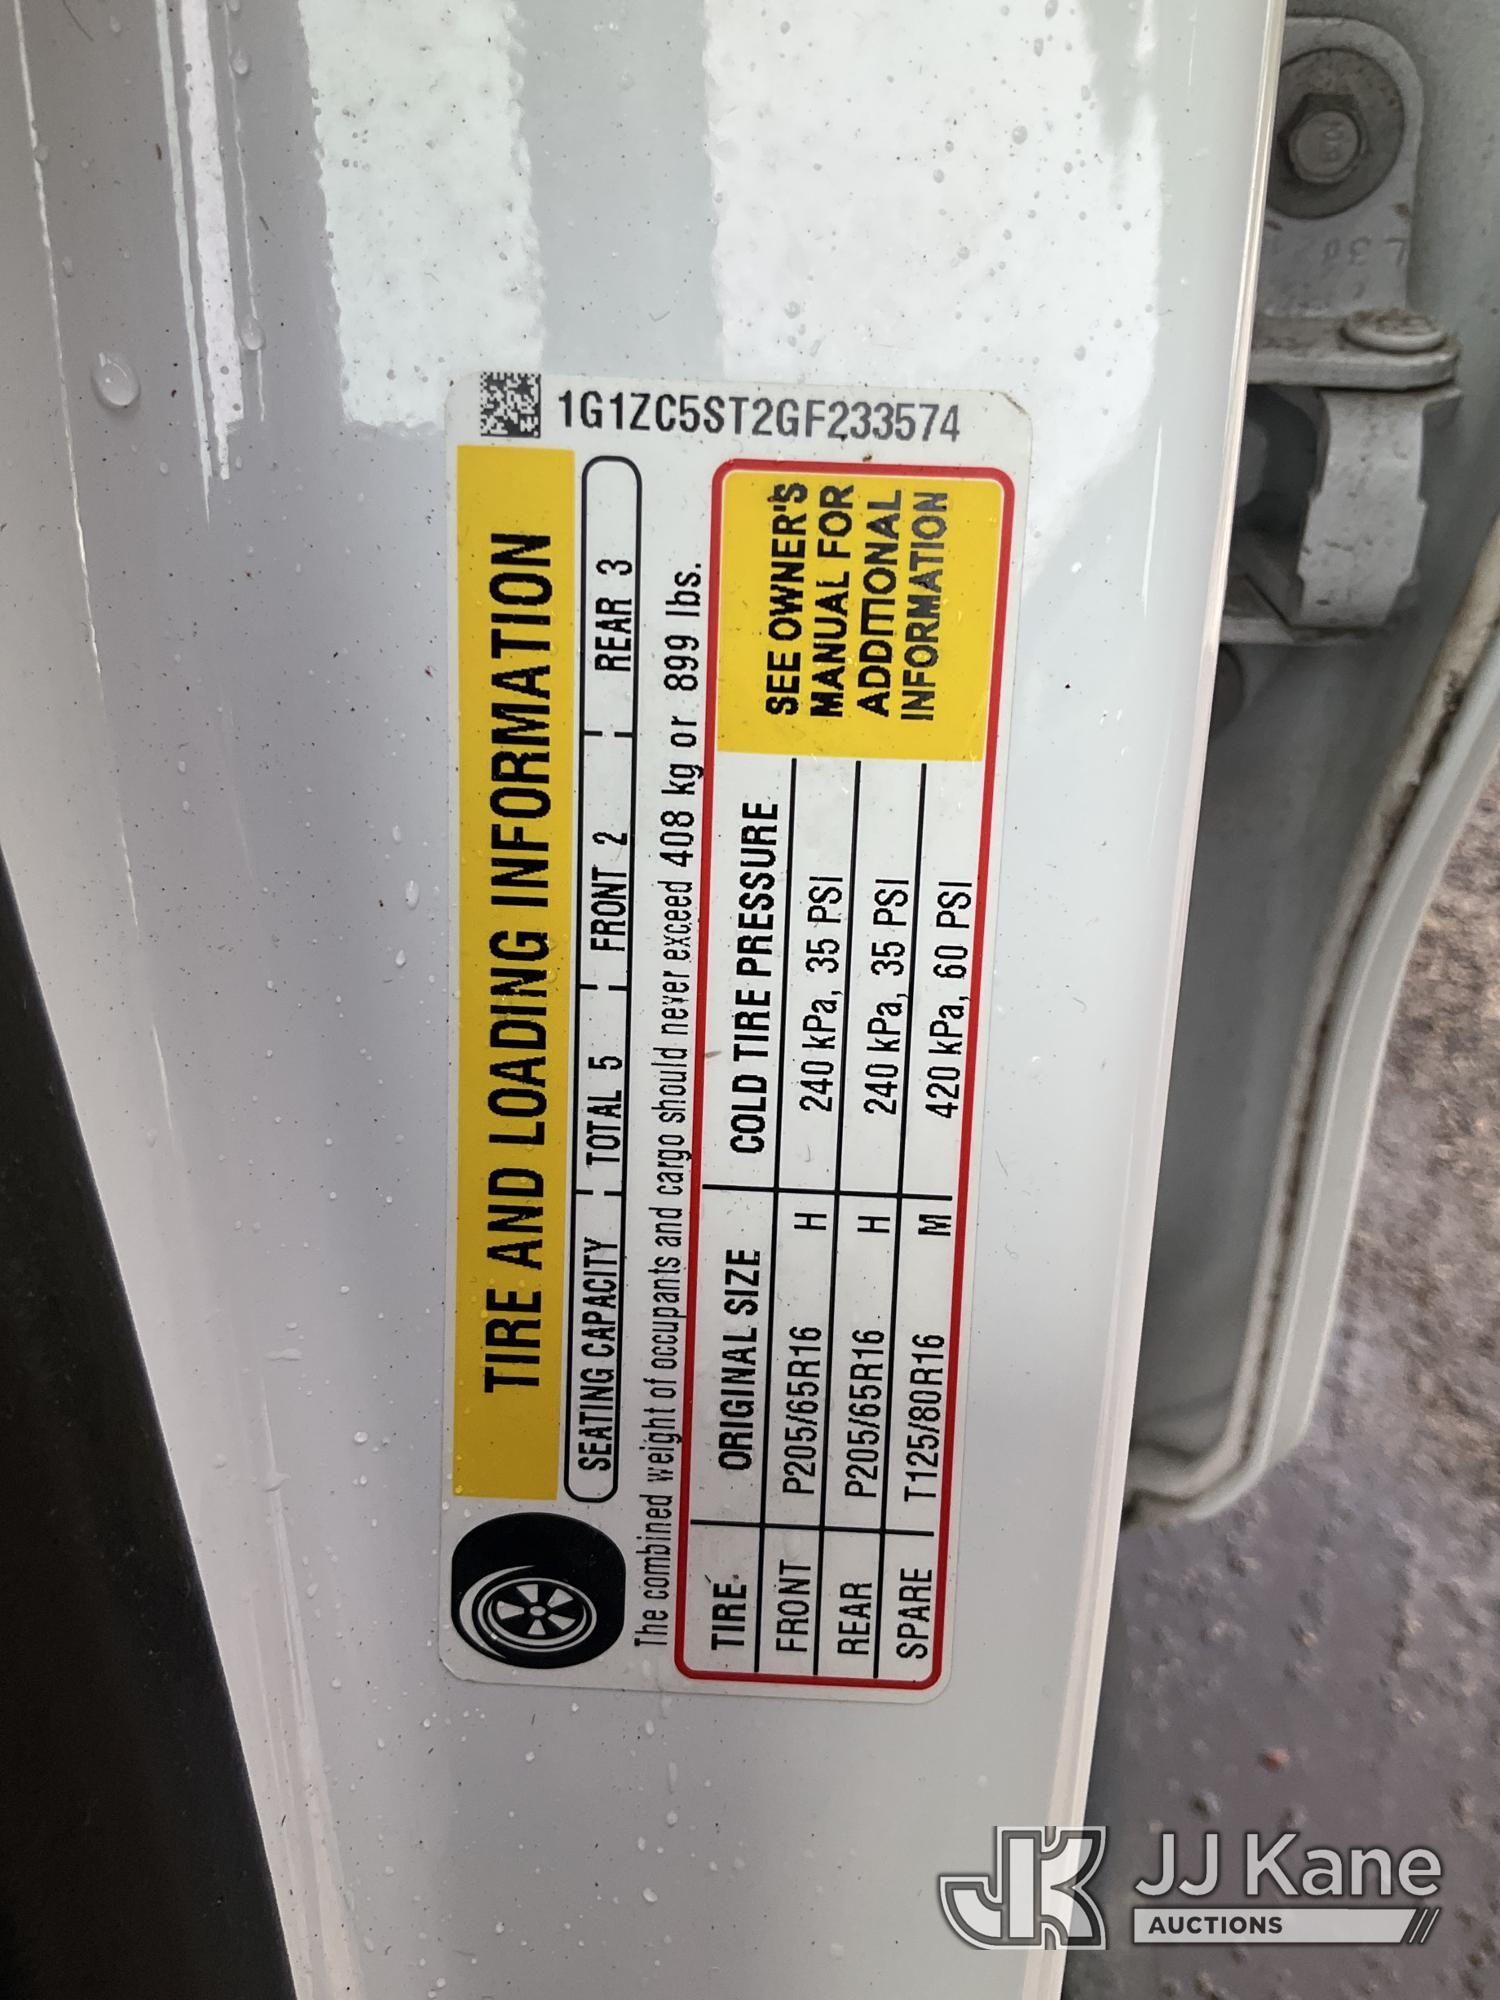 1G1ZC5ST2GF233574
TIRE AND LOADING INFORMATION
SEATING CAPACITY TOTAL 5 FRONT 2 REAR 3
The combined weight of occupants and cargo should never exceed 408 kg or 899 lbs.
TIRE ORIGINAL SIZE COLD TIRE PRESSURE
FRONT P205/65R16 H 240 kPa, 35 PSI
REAR P205/65R16 H 240 kPa, 35 PSI
SPARE T125/80R16 M 420 kPa, 60 PSI
SEE OWNER'S
MANUAL FOR
ADDITIONAL
INFORMATION
JJ Kane
AUCTIONS